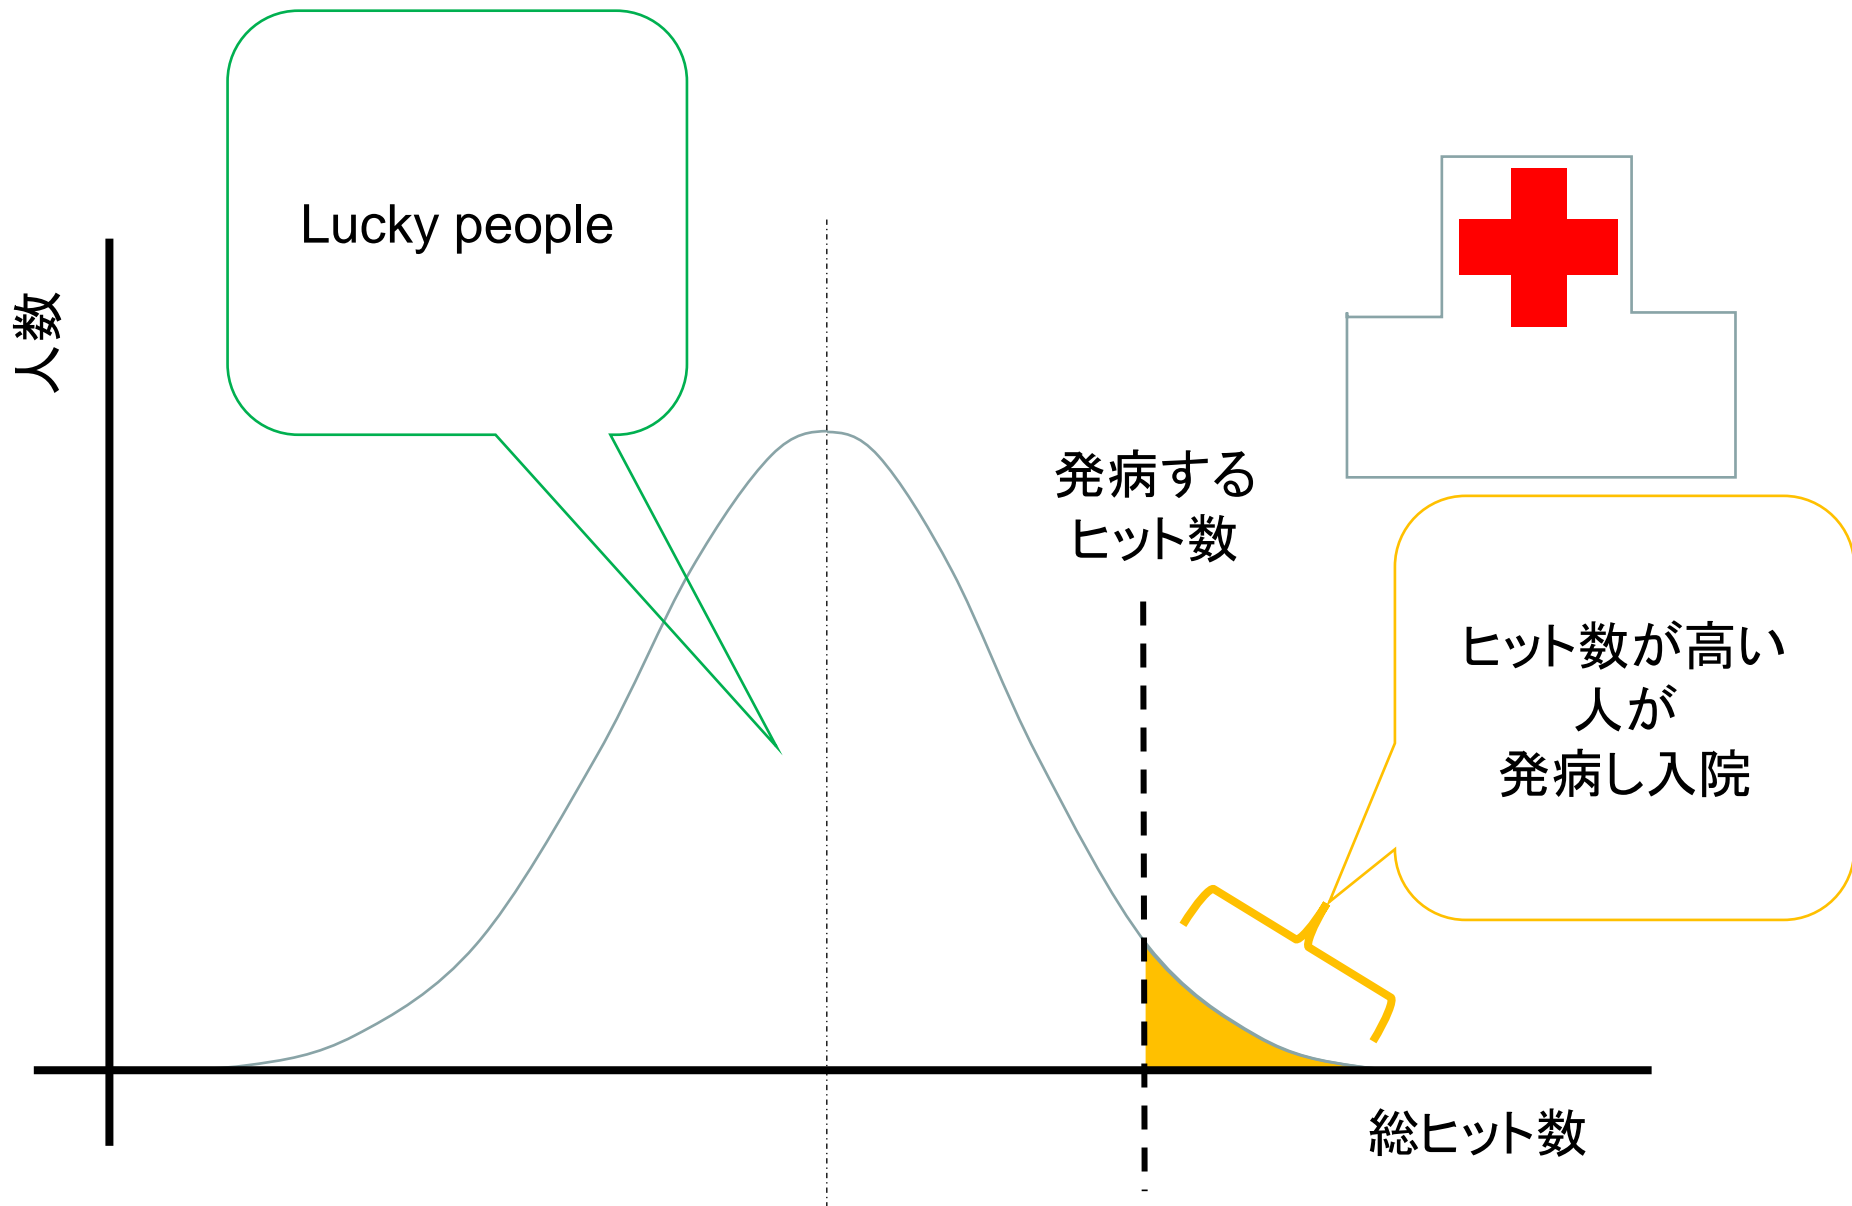 Lucky people
人数
発病する
ヒット数
ヒット数が高い
人が
発病し入院
総ヒット数